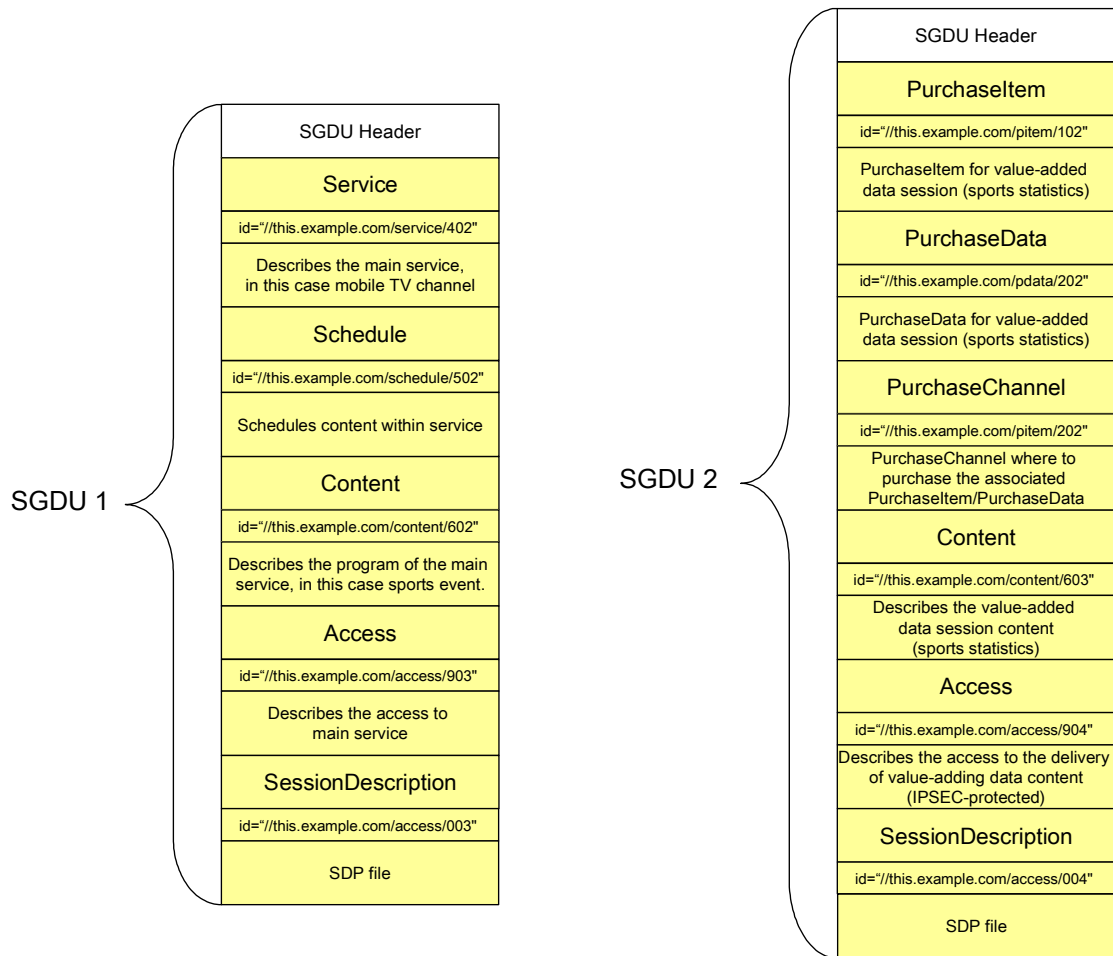 SGDU 1
SGDU Header
Service
id=“//this.example.com/service/402"
Describes the main service,
in this case mobile TV channel
Schedule
id=“//this.example.com/schedule/502"
Schedules content within service
Content
id=“//this.example.com/content/602"
Describes the program of the main
service, in this case sports event.
Access
id=“//this.example.com/access/903"
Describes the access to
main service
SessionDescription
id=“//this.example.com/access/003"
SDP file
SGDU 2
SGDU Header
PurchaseItem
id=“//this.example.com/pitem/102"
PurchaseItem for value-added
data session (sports statistics)
PurchaseData
id=“//this.example.com/pdata/202"
PurchaseData for value-added
data session (sports statistics)
PurchaseChannel
id=“//this.example.com/pitem/202"
PurchaseChannel where to
purchase the associated
PurchaseItem/PurchaseData
Content
id=“//this.example.com/content/603"
Describes the value-added
data session content
(sports statistics)
Access
id=“//this.example.com/access/904"
Describes the access to the delivery
of value-adding data content
(IPSEC-protected)
SessionDescription
id=“//this.example.com/access/004"
SDP file